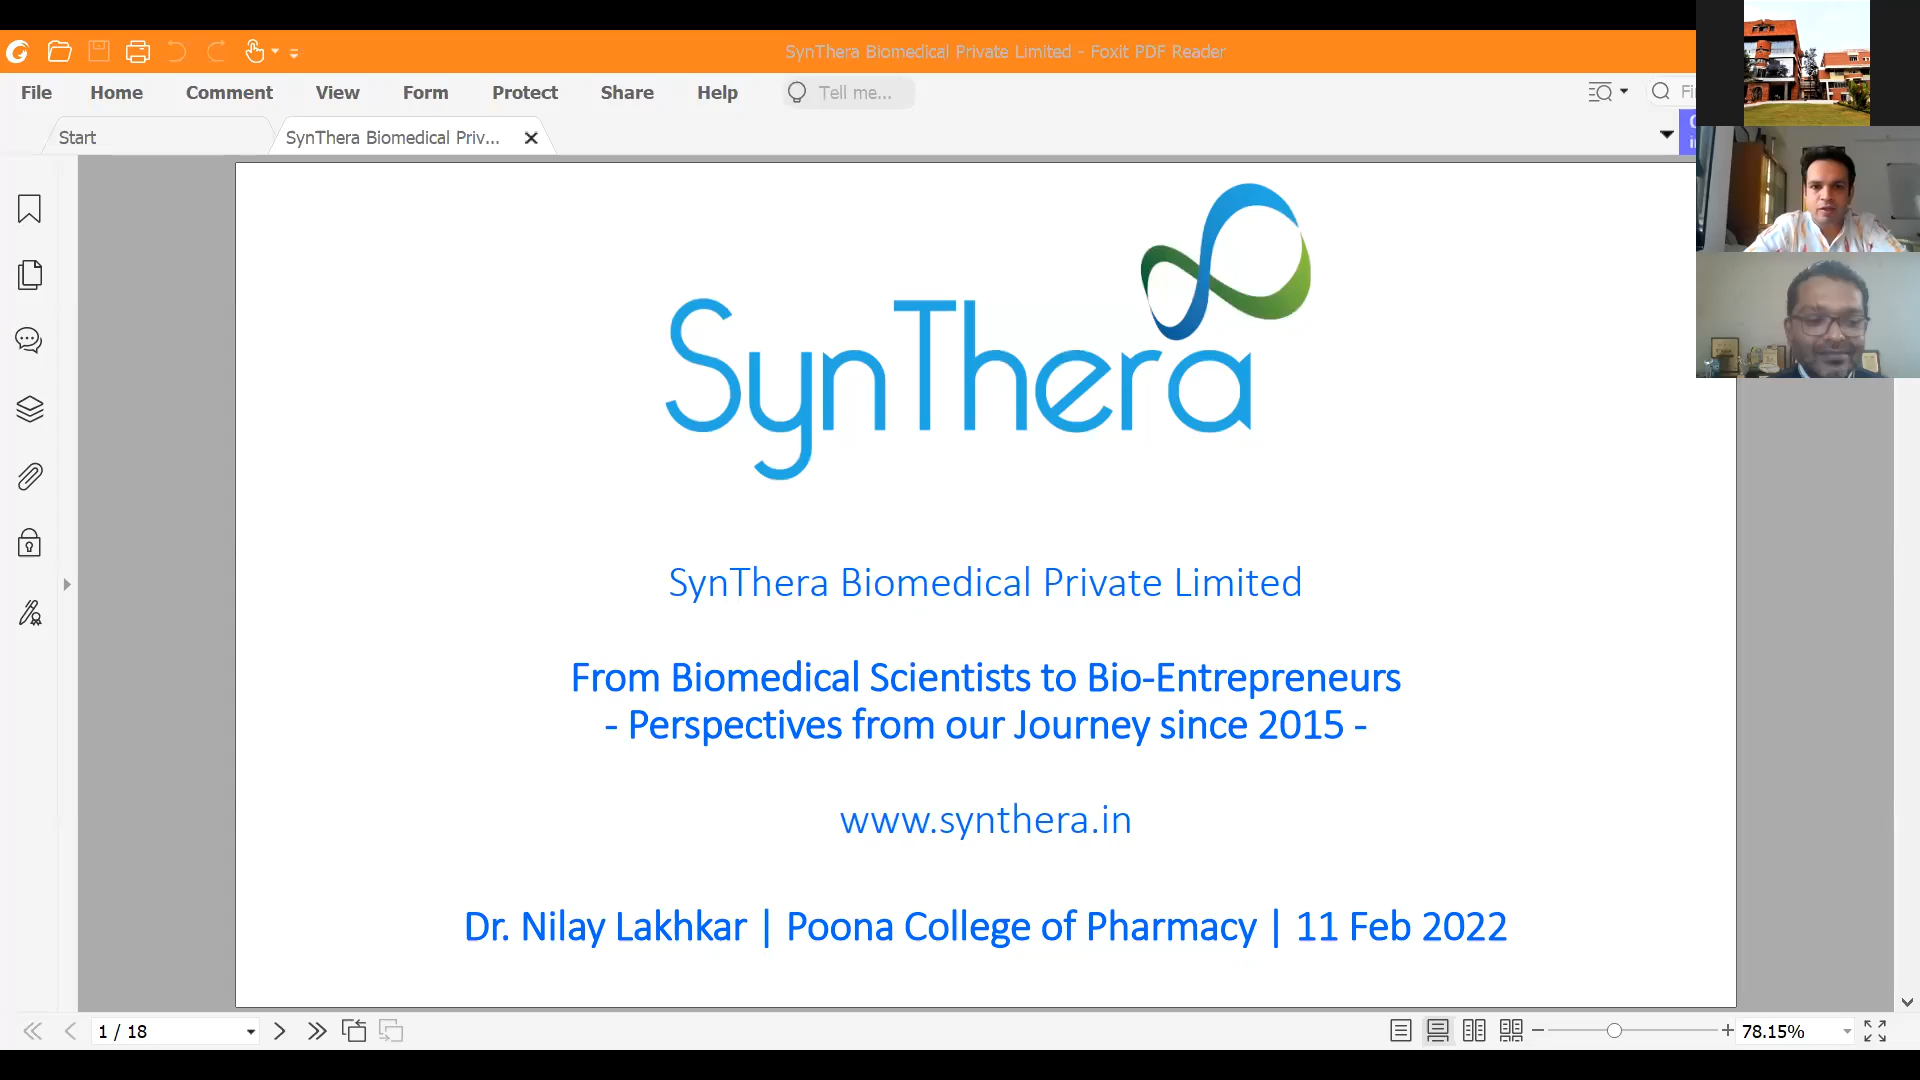 SynThera Biomedical Private Limited - Foxit PDF Reader
File Home Comment View Form Protect Share Help Tell me...
Start SynThera Biomedical Priv...
SynThera
SynThera Biomedical Private Limited
From Biomedical Scientists to Bio-Entrepreneurs
- Perspectives from our Journey since 2015 -
www.synthera.in
Dr. Nilay Lakhkar | Poona College of Pharmacy | 11 Feb 2022
1 / 18 78.15%